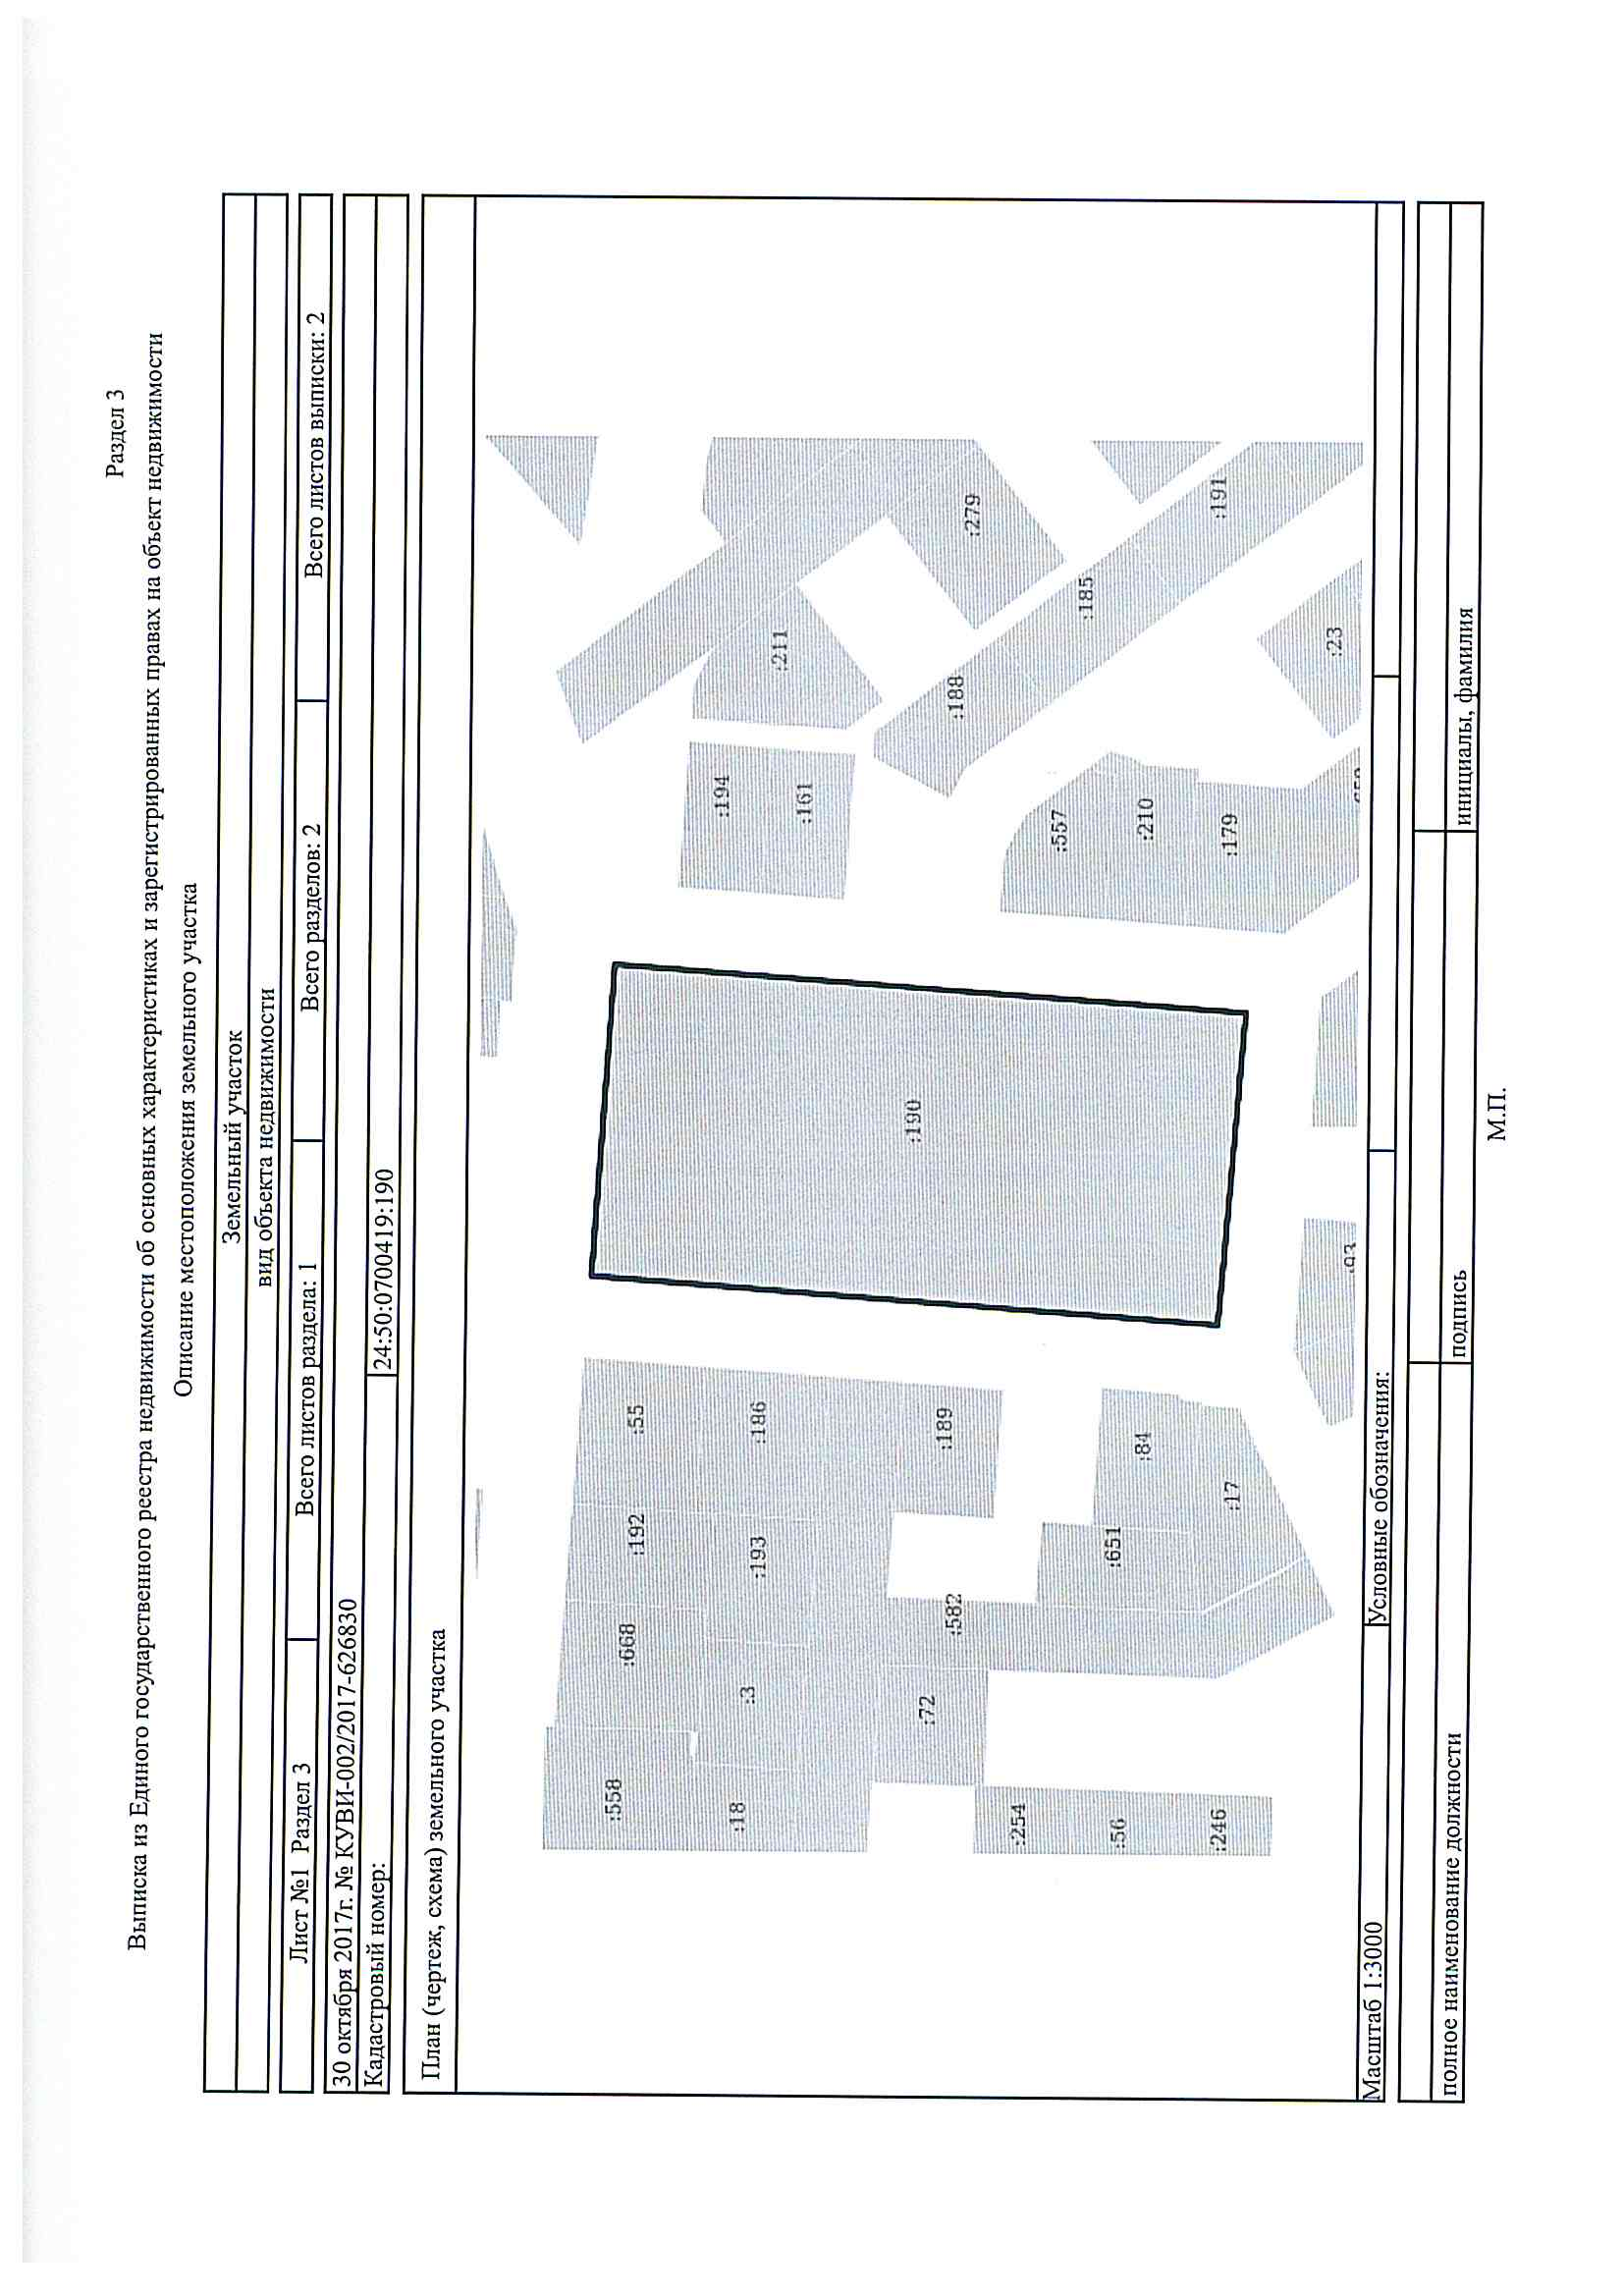 Раздел 3
Выписка из Единого государственного реестра недвижимости об основных характеристиках и зарегистрированных правах на объект недвижимости
Описание местоположения земельного участка
Земельный участок
вид объекта недвижимости
Лист №1 Раздел 3 Всего листов раздела: 1 Всего разделов: 2 Всего листов выписки: 2
30 октября 2017г. № КУВИ-002/2017-626830
Кадастровый номер: 24:50:0700419:190
План (чертеж, схема) земельного участка
:558
:668
:192
:55
:18
:3
:193
:186
:194
:161
:211
:72
:582
:189
:190
:188
:279
:254
:56
:246
:651
:84
:17
:557
:210
:179
:185
:191
:23
:93
Масштаб 1:3000 Условные обозначения:
полное наименование должности подпись инициалы, фамилия
М.П.